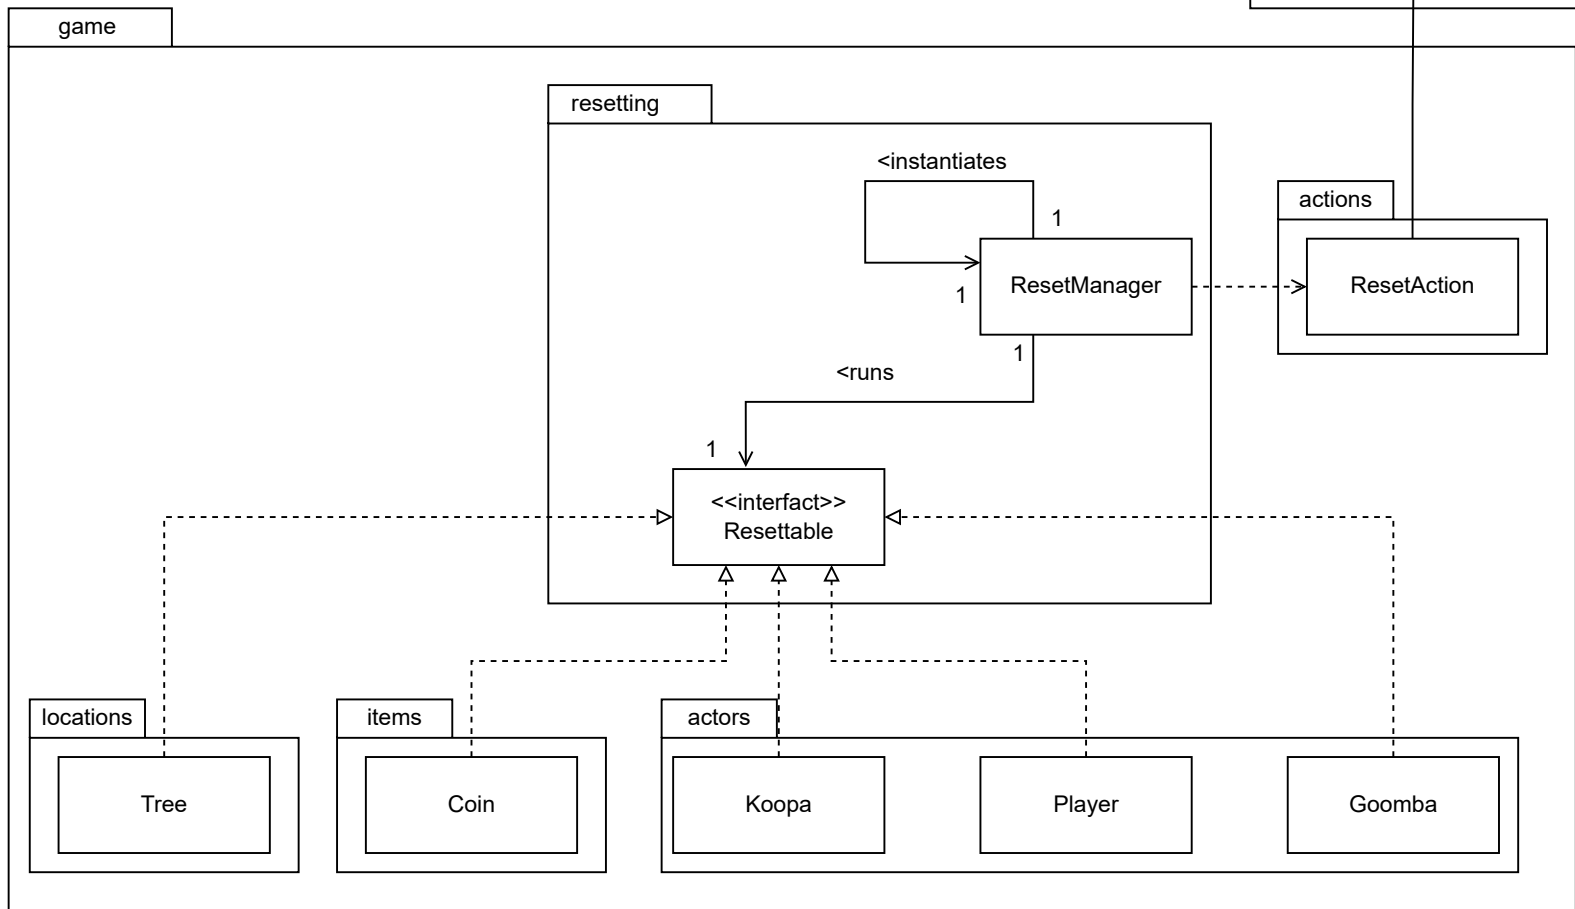 game
resetting
<instantiates
1
actions
ResetManager
ResetAction
1
1
<runs
1
<<interfact>>
Resettable
locations
items
actors
Tree
Coin
Koopa
Player
Goomba